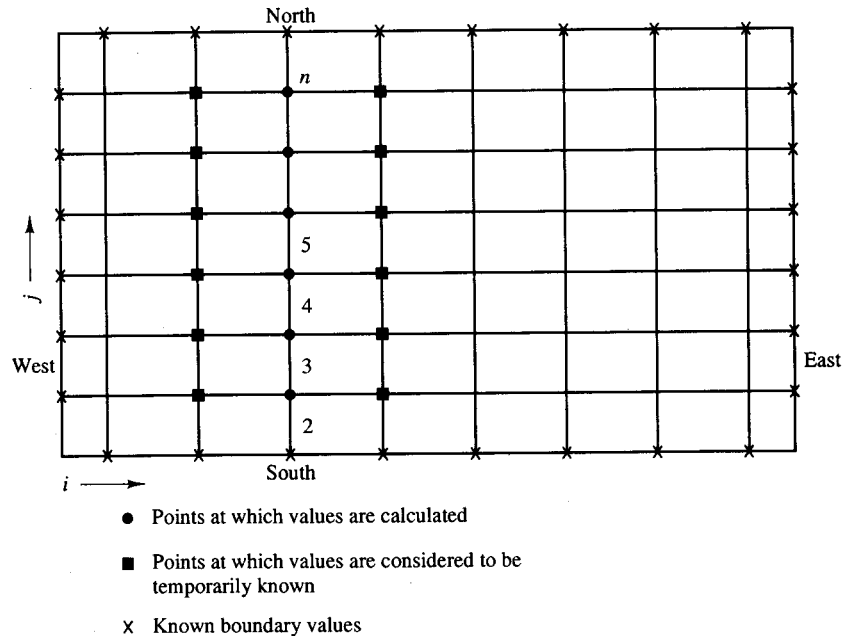 North
n
5
4
3
2
j
West
East
South
i
● Points at which values are calculated
■ Points at which values are considered to be
temporarily known
x Known boundary values